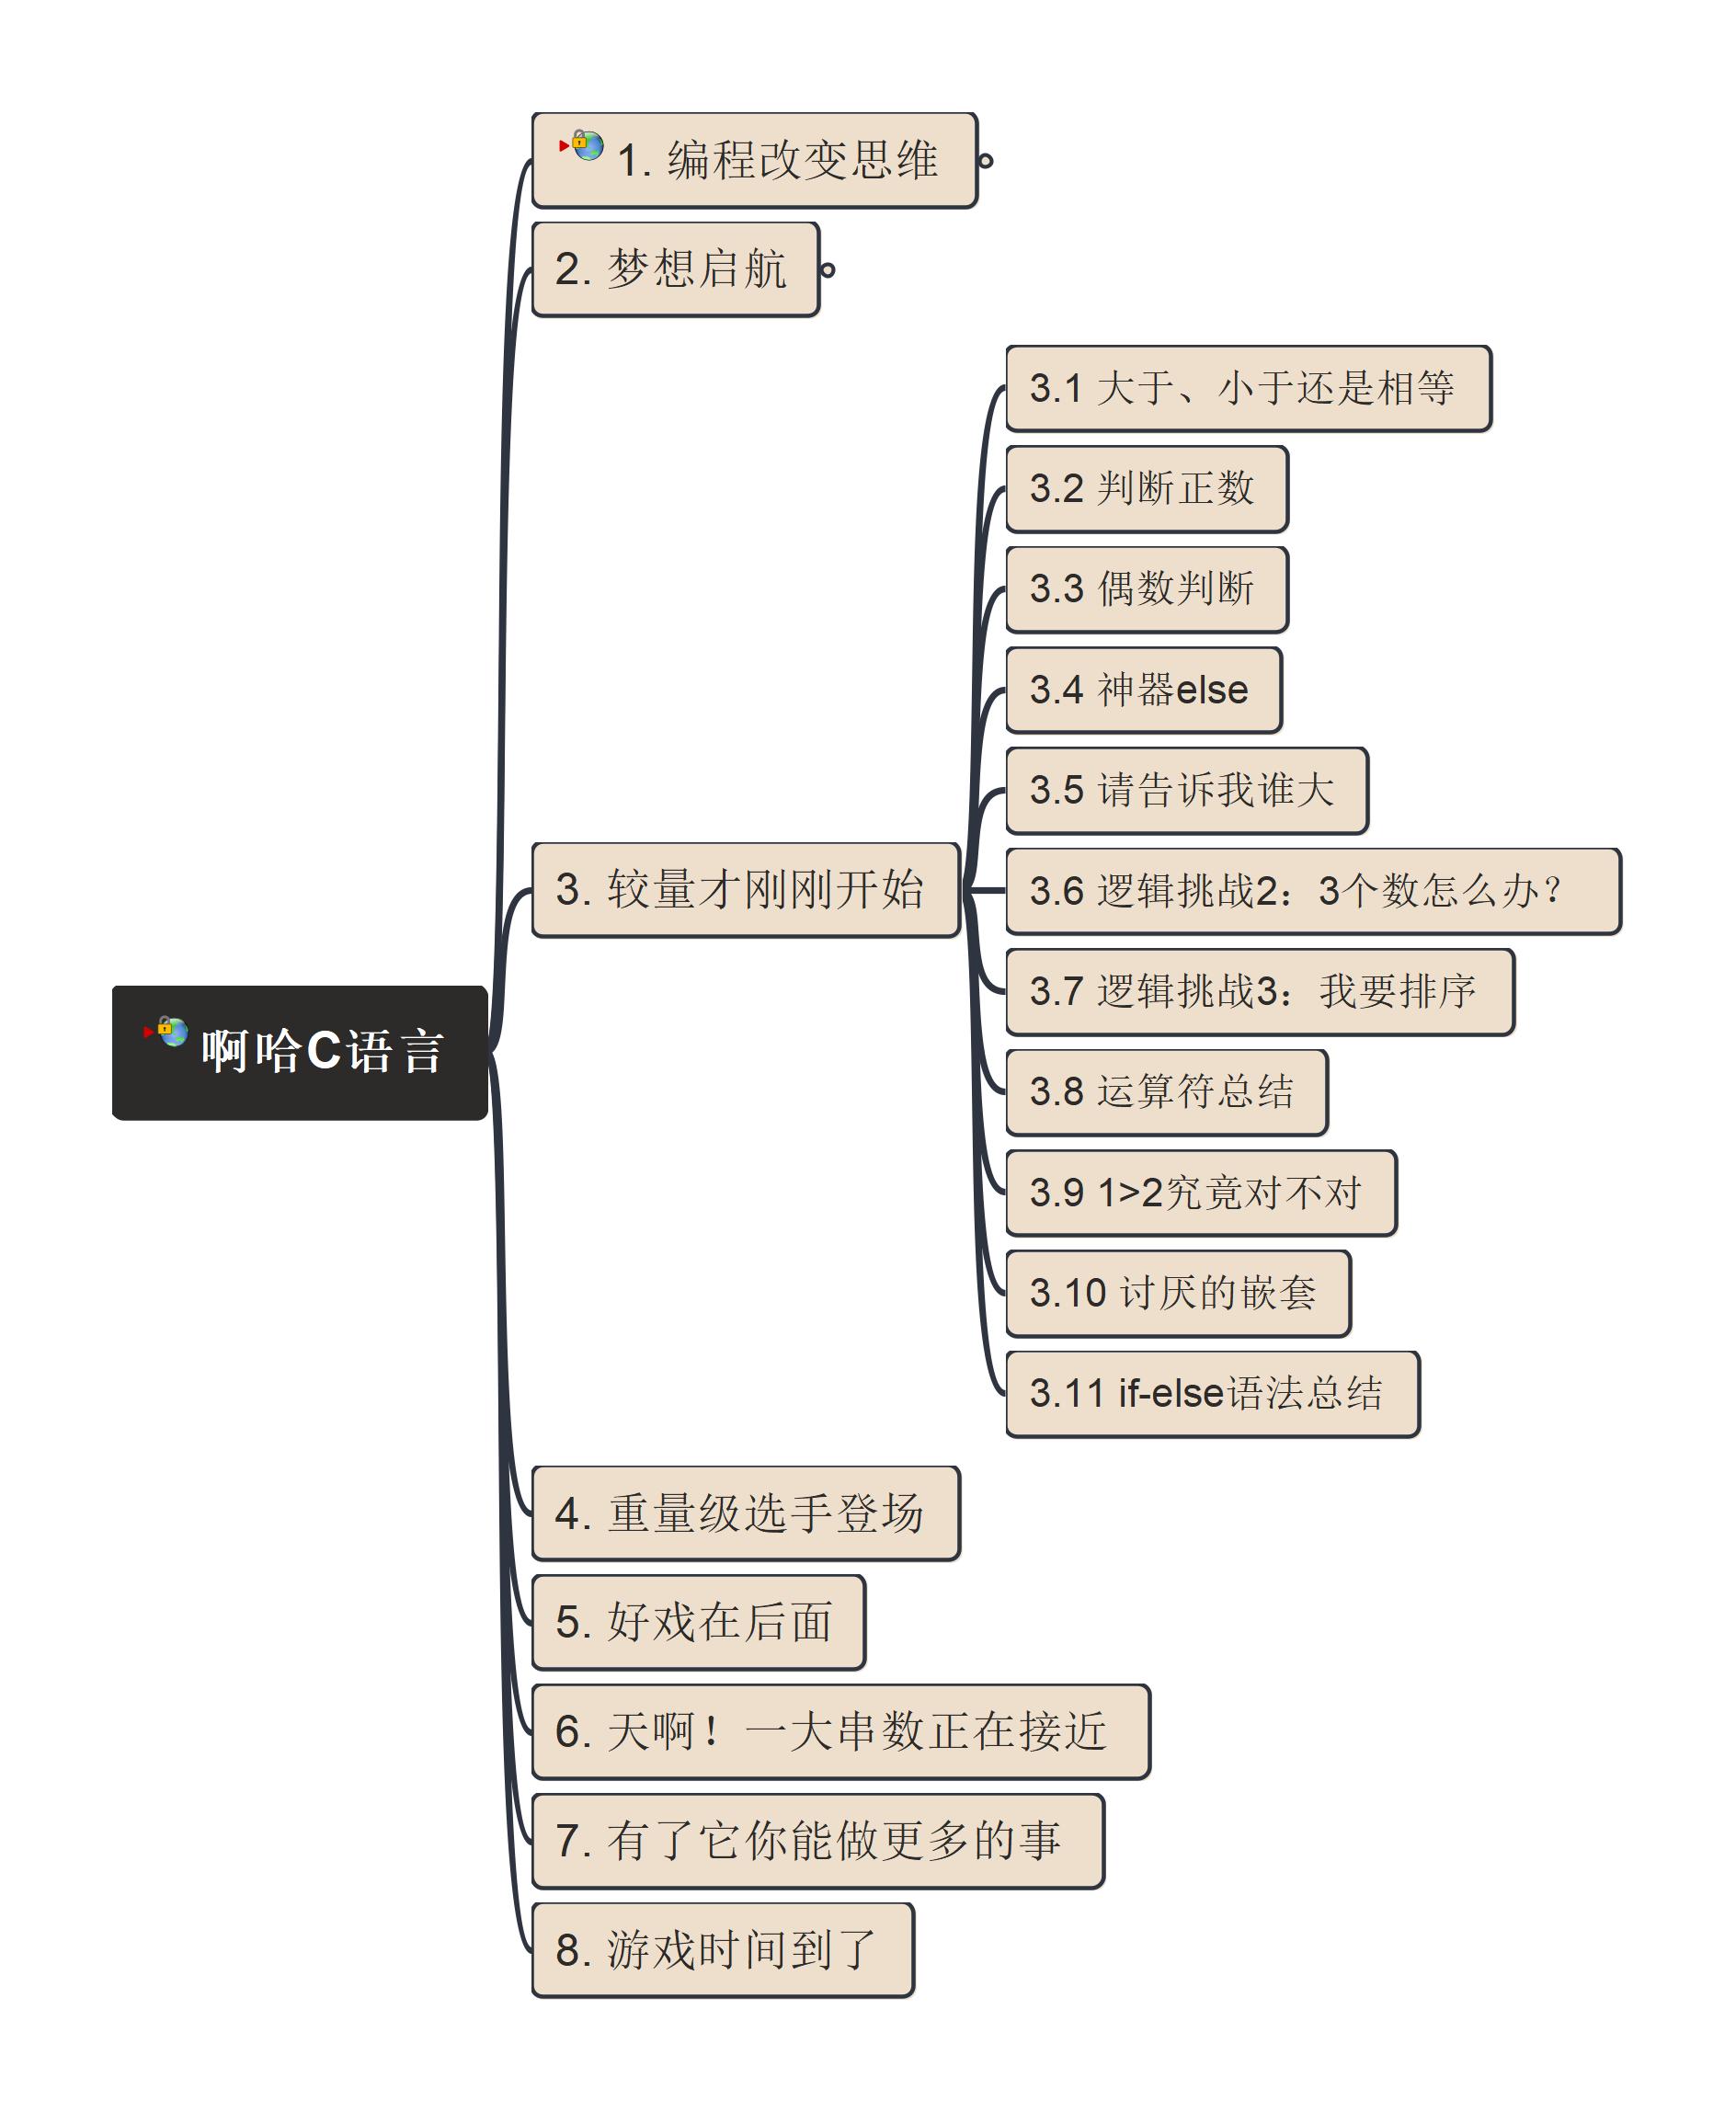 啊哈C语言
1. 编程改变思维
2. 梦想启航
3. 较量才刚刚开始
3.1 大于、小于还是相等
3.2 判断正数
3.3 偶数判断
3.4 神器else
3.5 请告诉我谁大
3.6 逻辑挑战2：3个数怎么办？
3.7 逻辑挑战3：我要排序
3.8 运算符总结
3.9 1>2究竟对不对
3.10 讨厌的嵌套
3.11 if-else语法总结
4. 重量级选手登场
5. 好戏在后面
6. 天啊！一大串数正在接近
7. 有了它你能做更多的事
8. 游戏时间到了